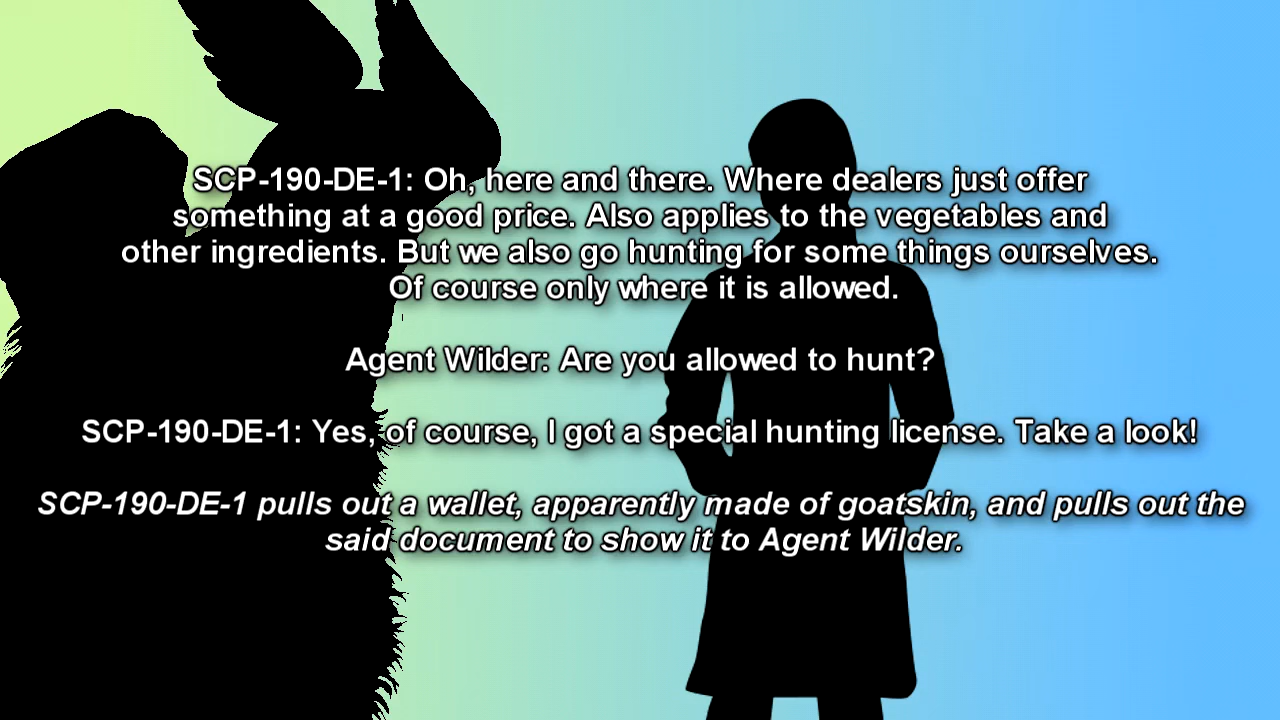 SCP-190-DE-1: Oh, here and there. Where dealers just offer
something at a good price. Also applies to the vegetables and
other ingredients. But we also go hunting for some things ourselves.
Of course only where it is allowed.
Agent Wilder: Are you allowed to hunt?
SCP-190-DE-1: Yes, of course, I got a special hunting license. Take a look!
SCP-190-DE-1 pulls out a wallet, apparently made of goatskin, and pulls out the
said document to show it to Agent Wilder.